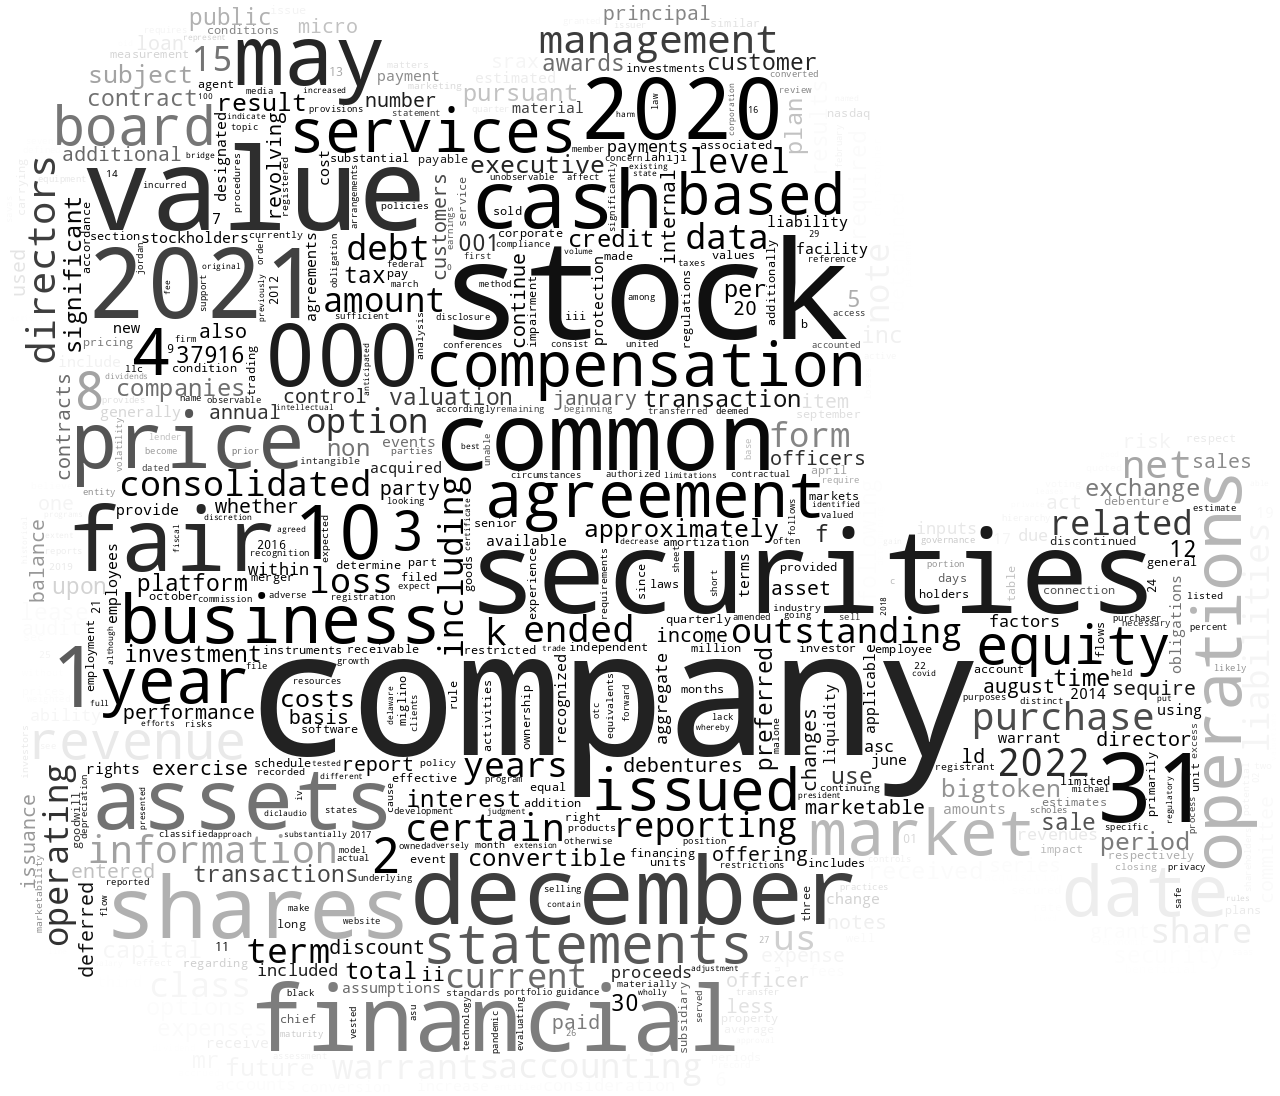 public principal
loan conditions micro may management
measurement 15 13 matters awards investments customer
subject agent media increased payment srax estimated 2020 converted
contract 100 result provisions number pursuant law review
board indicate topic revolving statement services material harm corporation 16 plan nasdaq
additional bridge designated cost substantial payable member payments associated
14 value executive concern lahiji level
directors incurred procedures registered arrangements policies unobservable affect existing state
significant accordance 7 customers service cash significantly internal based
section stockholders currently sold corporate liability
used debt earnings 001 compliance credit made data 29 facility
2021 jordan original order obligation federal tax pay first volume taxes values reference
fee support previously 2012 agreements march method stock among per additionally 5 note
amount continue impairment protection iii regulations 20 access
new also sufficient disclosure b inc
pricing 4 9 firm 37916 000 analysis conferences consist united accounted
include llc condition trading anticipated compensation
8 dividends companies control valuation january transaction item
contracts provides name observable annual intellectual option accordingly remaining beginning transferred deemed september
generally price volatility lender become prior non events parties common best unable base form
dated intangible acquired officers april
entity consolidated looking party circumstances authorized limitations contractual require
one provide whether including senior certificate agreement markets identified
fair discretion agreed 10 3 available approximately follows f valued
balance fiscal 2016 recognition expected goods decrease amortization often
upon employees platform within determine part experience requirements since sheet terms provided 12
merger adverse loss filed expect securities laws short asset holders
21 october commission registration industry going sell 2018
employment although business k ended quarterly amended outstanding factors
investment instruments receivable restricted trade independent income million investor employee equity
1 year file growth rule company 22 covid account held time sequire
full resources costs delaware migliono activities ownership recognized otc equivalents forward aggregate months preferred liquidity applicable purposes distinct 2014 put using
performance basis clients lack whereby malone changes asc purchase
revenue efforts risks software june warrant director
rights exercise schedule tested report policy years debentures use ld 2022
recorded different effective program continuing registrant limited michael
assets iv cause interest equal addition issued president bigtoken 31
operating presented diclaudio states development judgment marketable amounts estimates primarily regulatory
issuance goodwill depreciation classified approach substantially 2017 certain right products reporting market 01 sale scholes specific process
information model actual owned adversely month extension otherwise position revenues period
entered transactions 2 event convertible financing offering includes impact respectively
underlying units restrictions closing privacy
reported shares selling december practices date safe rules
deferred flow make website contain three change plans
marketability long notes share
11 term discount statements 27 us
capital regarding included total ii current proceeds adjustment expense
class assumptions standards portfolio guidance materially wholly officer
options black financial 30 subsidiary transfer less
chief vested asu technology pandemic evaluating paid served property
maturity 26 average
receive
mr future warrants accounting
risk respect
net sales
exchange
act debenture estimate
inputs related
governance 17 due discontinued
portion general
days table connection 24 listed
purchaser necessary percent
flows obligations operations
likely
excess
unit
liabilities